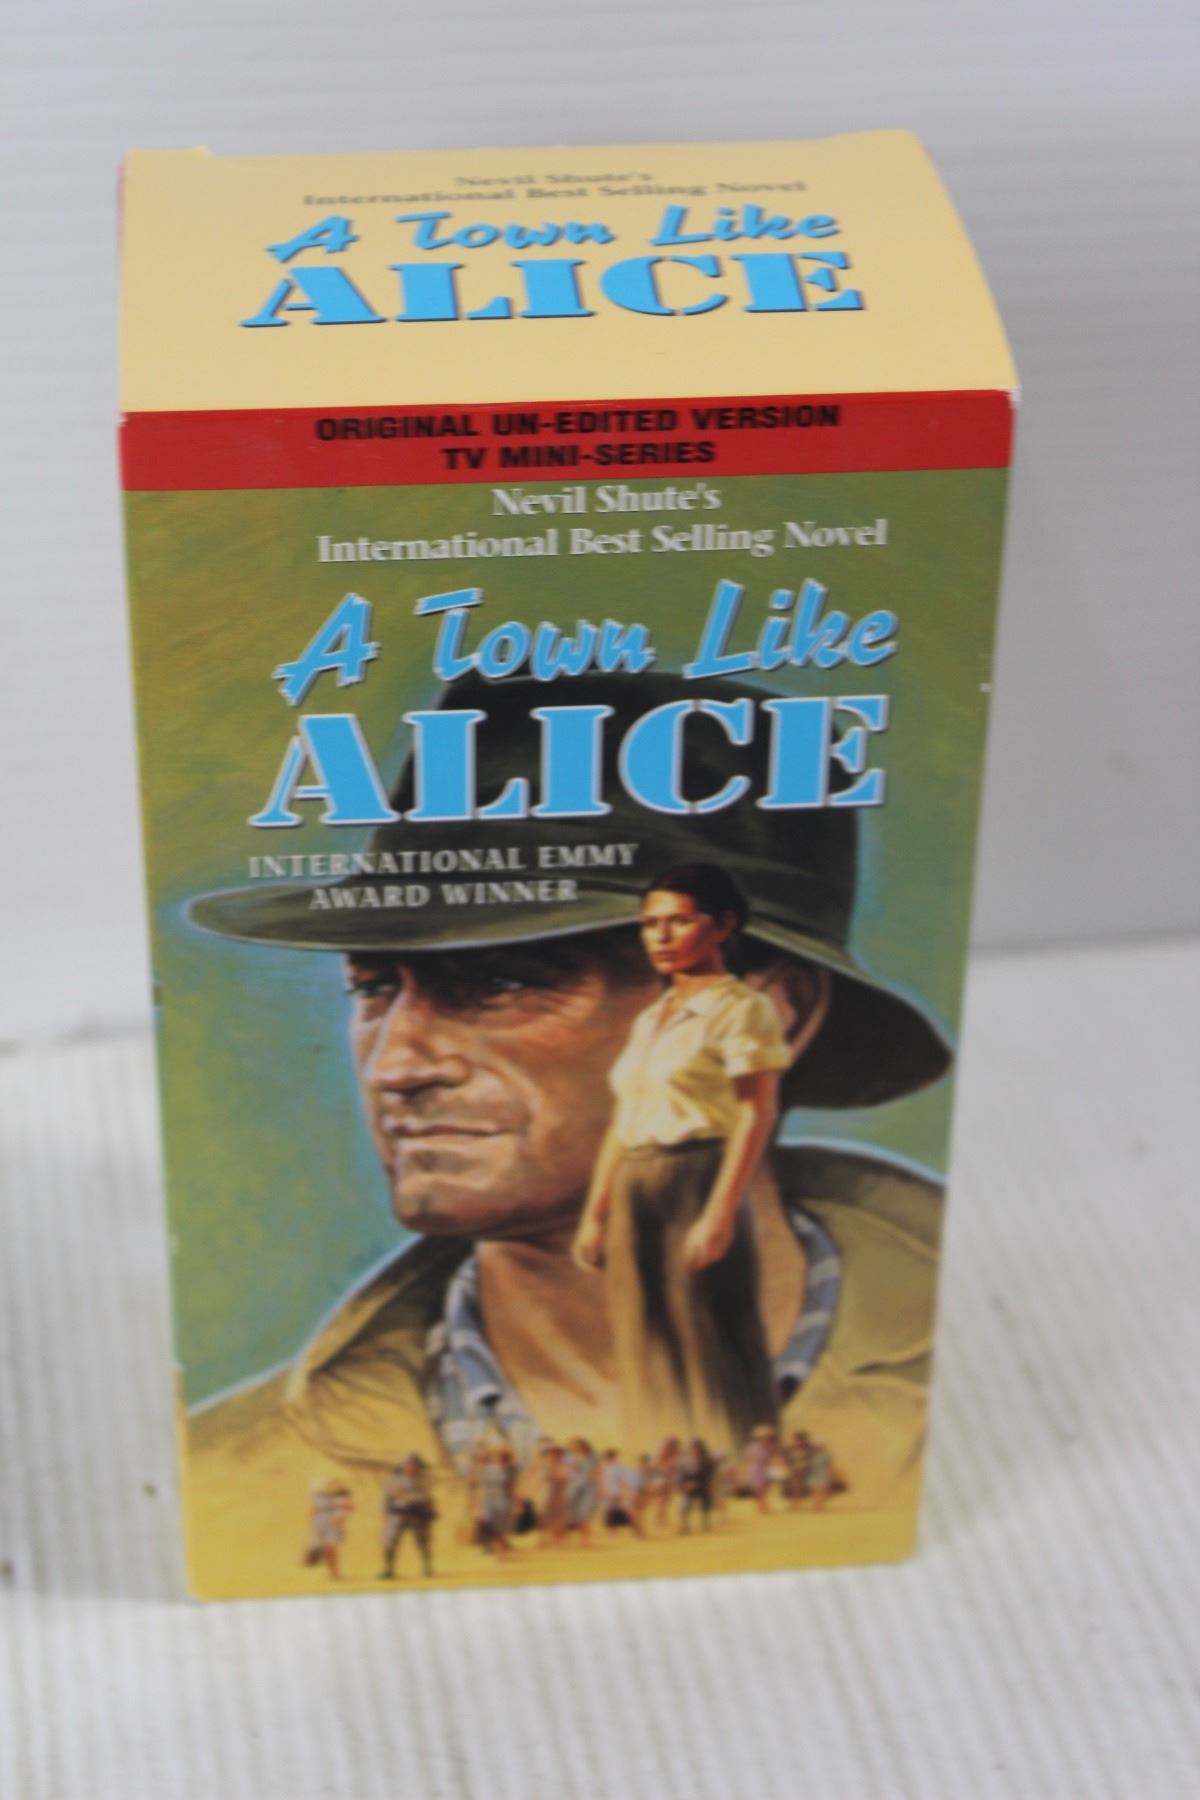 Nevil Shute's
International Best Selling Novel
A Town Like
ALICE
ORIGINAL UN-EDITED VERSION
TV MINI-SERIES
Nevil Shute's
International Best Selling Novel
A Town Like
ALICE
INTERNATIONAL EMMY
AWARD WINNER